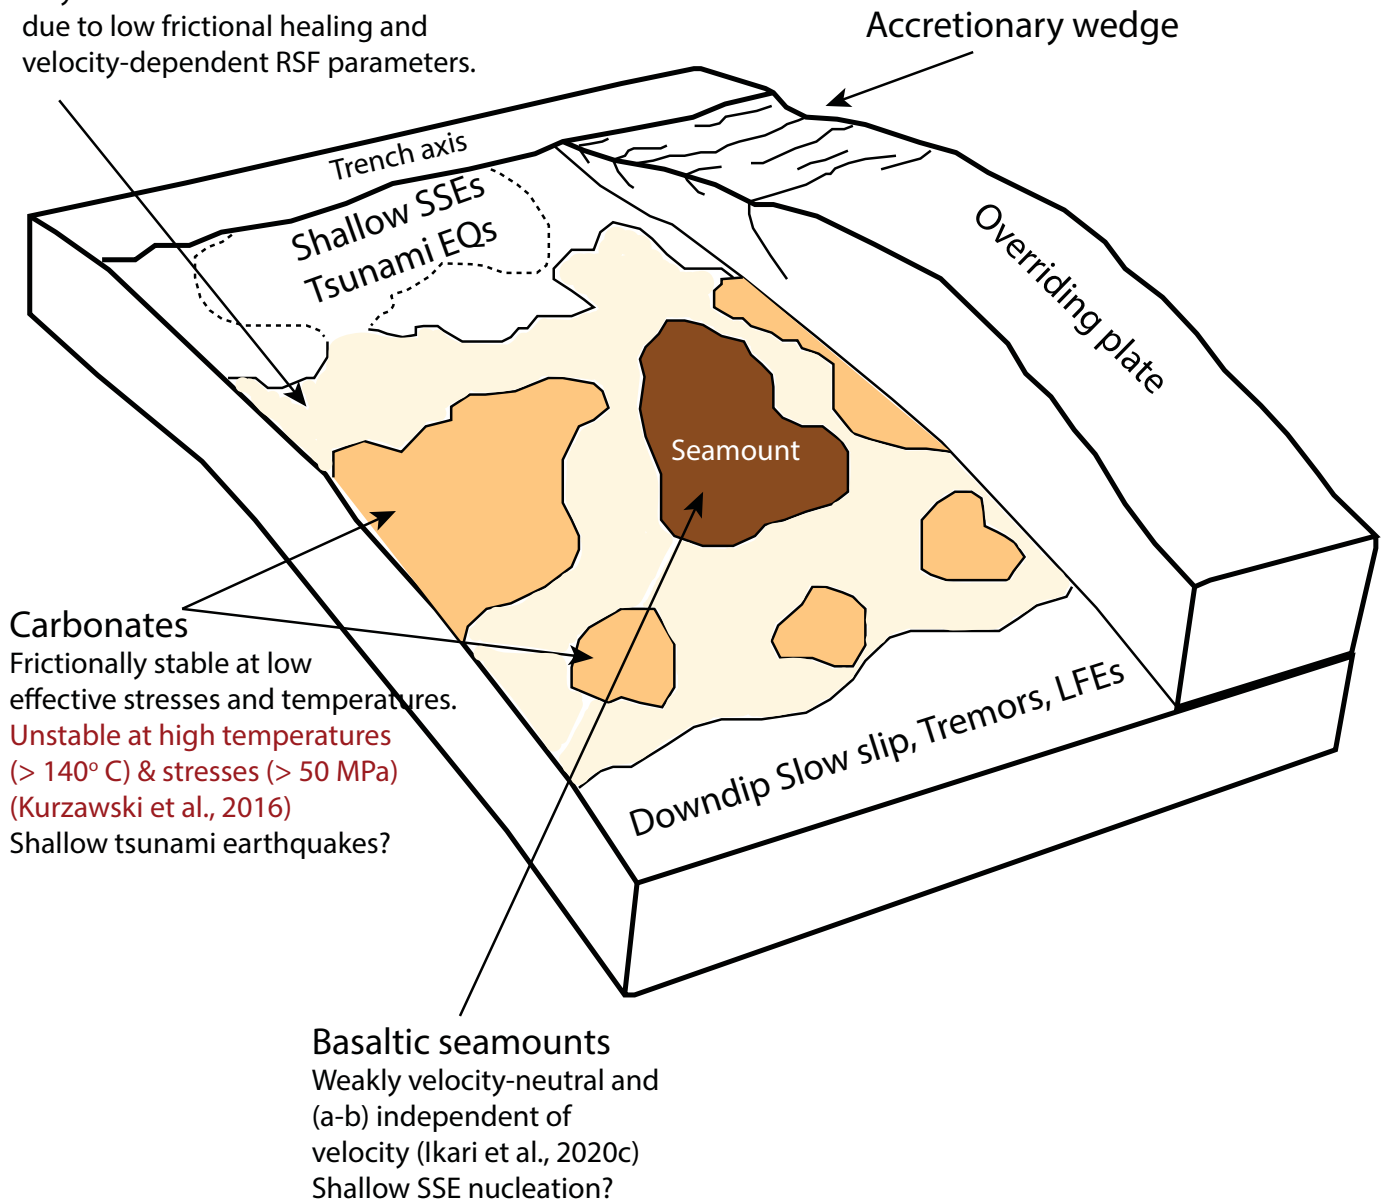 due to low frictional healing and
velocity-dependent RSF parameters.
Accretionary wedge
Trench axis
Shallow SSEs
Tsunami EQs
Overriding plate
Seamount
Carbonates
Frictionally stable at low
effective stresses and temperatures.
Unstable at high temperatures
(> 140° C) & stresses (> 50 MPa)
(Kurzawski et al., 2016)
Shallow tsunami earthquakes?
Downdip Slow slip, Tremors, LFEs
Basaltic seamounts
Weakly velocity-neutral and
(a-b) independent of
velocity (Ikari et al., 2020c)
Shallow SSE nucleation?